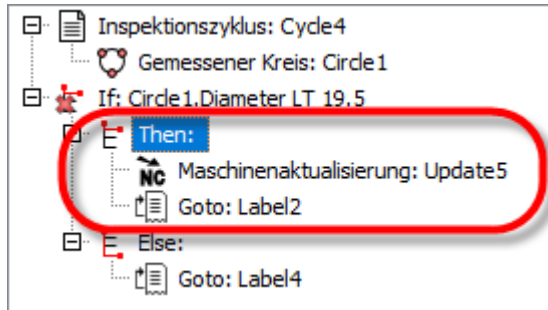 Inspektionszyklus: Cycle4
Gemessener Kreis: Circle1
If: Circle1.Diameter LT 19.5
Then:
NC Maschinenaktualisierung: Update5
Goto: Label2
Else:
Goto: Label4